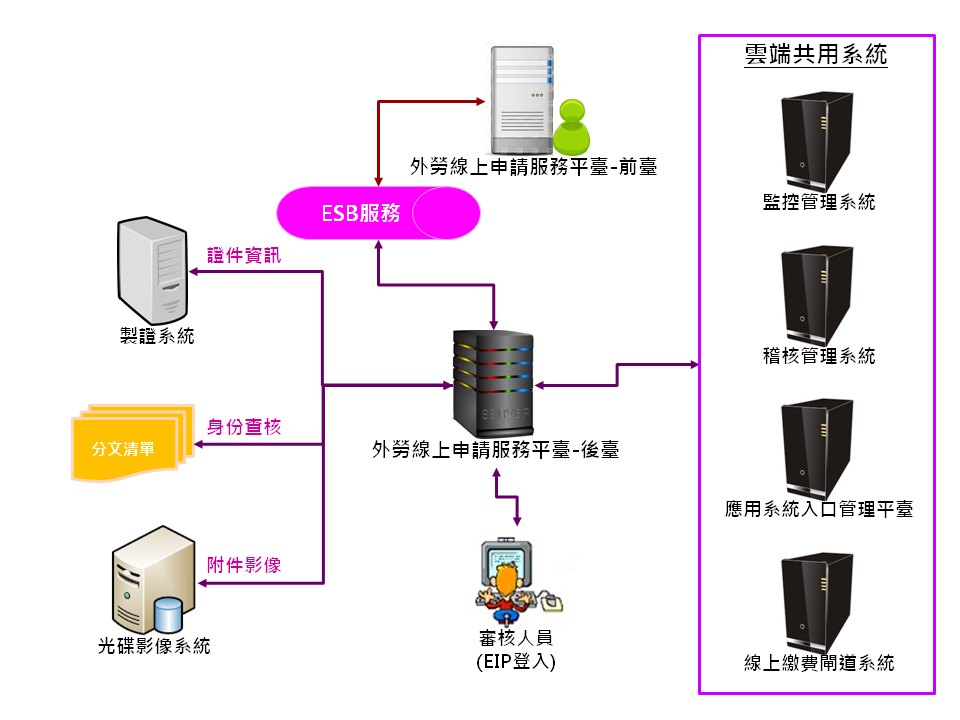 雲端共用系統
外勞線上申請服務平臺-前臺
監控管理系統
ESB服務
證件資訊
製證系統
稽核管理系統
身份查核
分文清單
外勞線上申請服務平臺-後臺
SERVER
應用系統入口管理平臺
附件影像
光碟影像系統
審核人員
(EIP登入)
線上繳費閘道系統